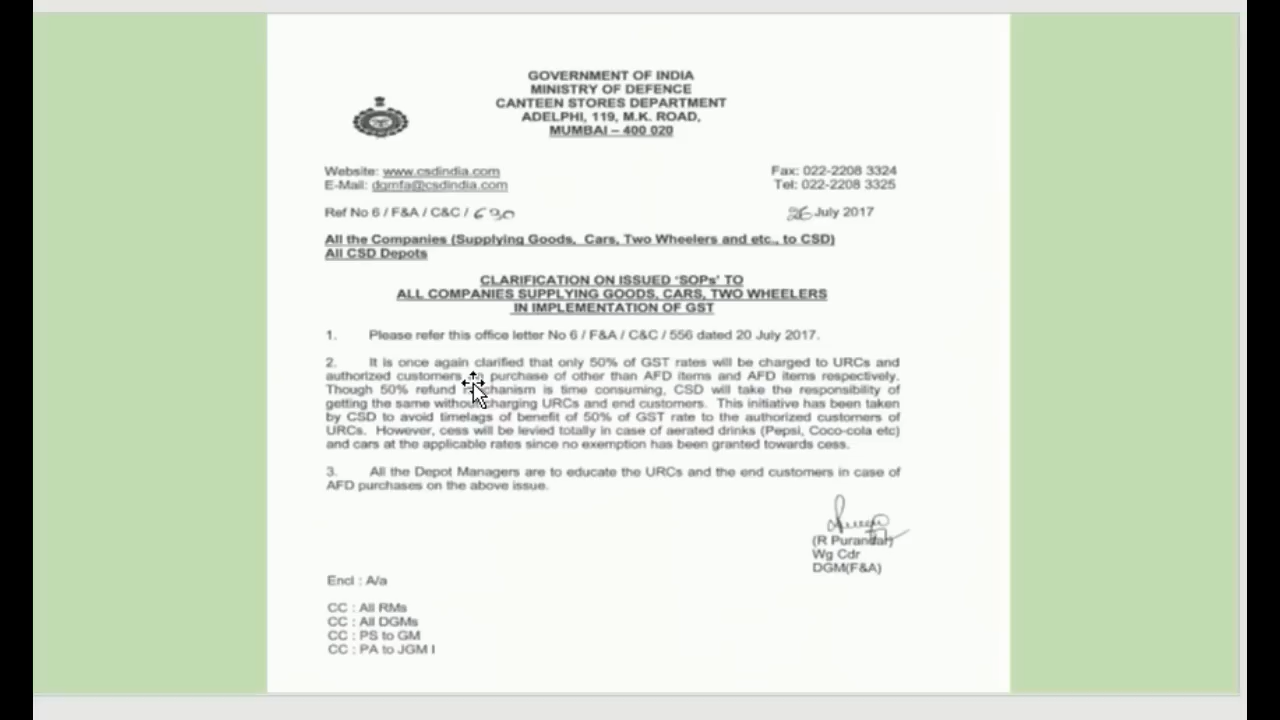 GOVERNMENT OF INDIA
MINISTRY OF DEFENCE
CANTEEN STORES DEPARTMENT
ADELPHI, 119, M.K. ROAD,
MUMBAI – 400 020
Website: www.csdindia.com
Fax: 022-2208 3324
E-Mail: dgmfa@csdindia.com
Tel: 022-2208 3325
Ref No 6 / F&A / C&C / 690
26 July 2017
All the Companies (Supplying Goods, Cars, Two Wheelers and etc., to CSD)
All CSD Depots
CLARIFICATION ON ISSUED 'SOPs' TO
ALL COMPANIES SUPPLYING GOODS, CARS, TWO WHEELERS
IN IMPLEMENTATION OF GST
1. Please refer this office letter No 6 / F&A / C&C / 556 dated 20 July 2017.
2. It is once again clarified that only 50% of GST rates will be charged to URCs and
authorized customers purchase of other than AFD items and AFD items respectively.
Though 50% refund mechanism is time consuming, CSD will take the responsibility of
getting the same without charging URCs and end customers. This initiative has been taken
by CSD to avoid timelags of benefit of 50% of GST rate to the authorized customers of
URCs. However, cess will be levied totally in case of aerated drinks (Pepsi, Coco-cola etc)
and cars at the applicable rates since no exemption has been granted towards cess.
3. All the Depot Managers are to educate the URCs and the end customers in case of
AFD purchases on the above issue.
(R Purandar)
Wg Cdr
DGM(F&A)
Encl : A/a
CC : All RMs
CC : All DGMs
CC : PS to GM
CC : PA to JGM I